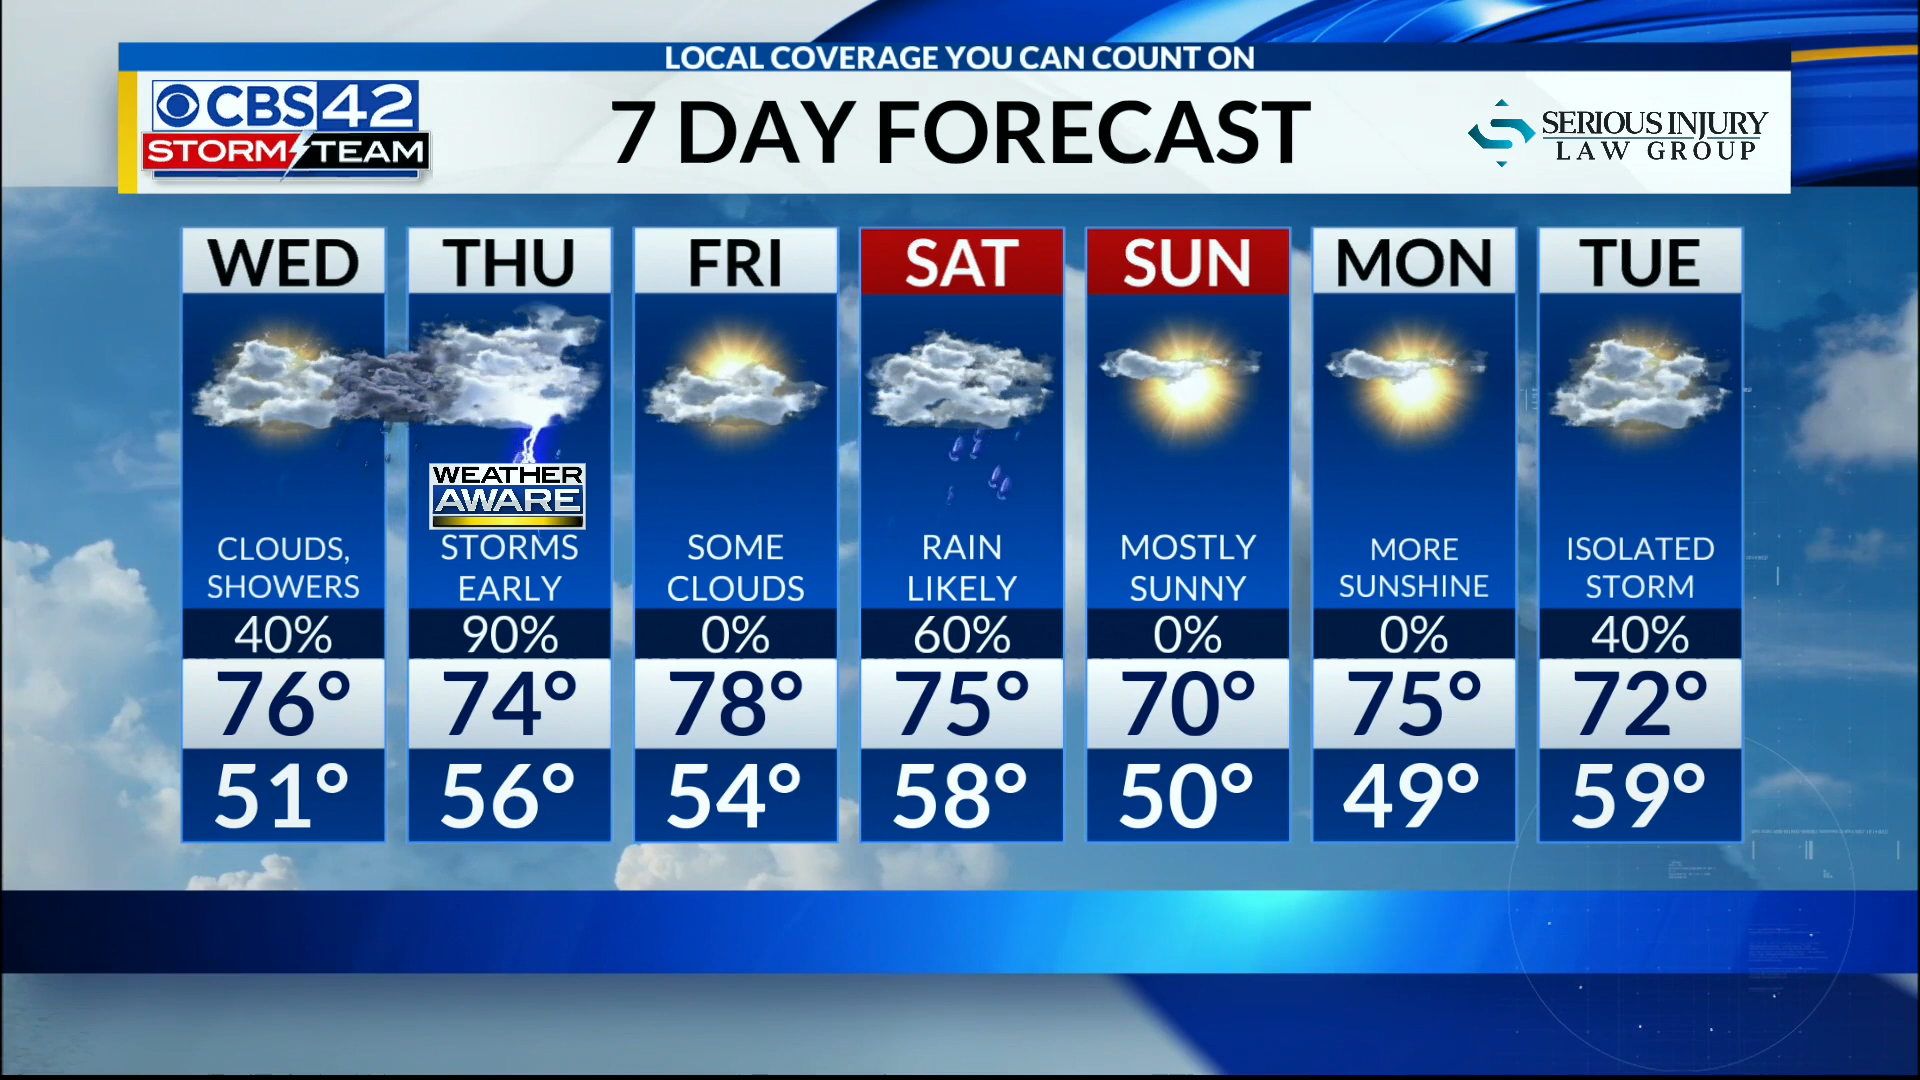 LOCAL COVERAGE YOU CAN COUNT ON
CBS 42
STORM TEAM
7 DAY FORECAST
SERIOUS INJURY
LAW GROUP
WED
THU
FRI
SAT
SUN
MON
TUE
WEATHER
AWARE
CLOUDS,
SHOWERS
STORMS
EARLY
SOME
CLOUDS
RAIN
LIKELY
MOSTLY
SUNNY
MORE
SUNSHINE
ISOLATED
STORM
40%
90%
0%
60%
0%
0%
40%
76°
74°
78°
75°
70°
75°
72°
51°
56°
54°
58°
50°
49°
59°